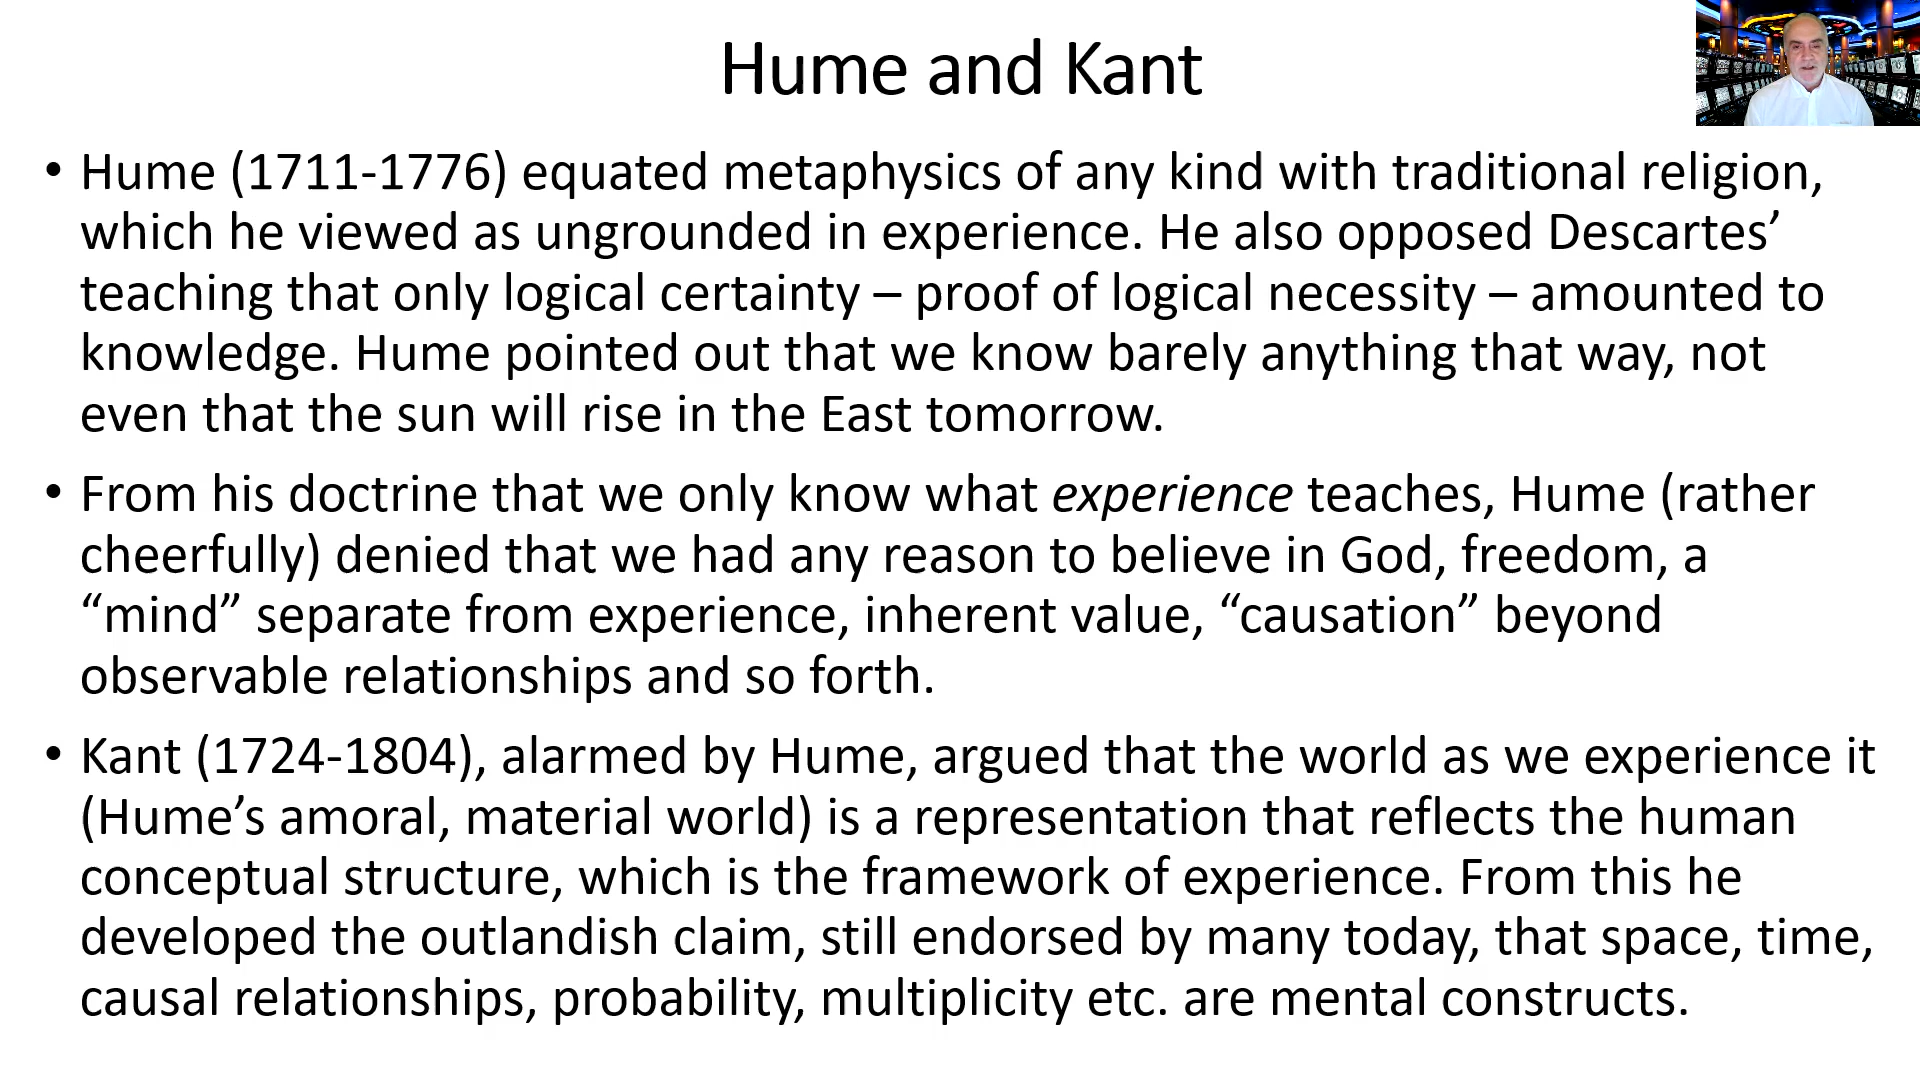 Hume and Kant
• Hume (1711-1776) equated metaphysics of any kind with traditional religion,
which he viewed as ungrounded in experience. He also opposed Descartes’
teaching that only logical certainty – proof of logical necessity – amounted to
knowledge. Hume pointed out that we know barely anything that way, not
even that the sun will rise in the East tomorrow.
• From his doctrine that we only know what experience teaches, Hume (rather
cheerfully) denied that we had any reason to believe in God, freedom, a
“mind” separate from experience, inherent value, “causation” beyond
observable relationships and so forth.
• Kant (1724-1804), alarmed by Hume, argued that the world as we experience it
(Hume’s amoral, material world) is a representation that reflects the human
conceptual structure, which is the framework of experience. From this he
developed the outlandish claim, still endorsed by many today, that space, time,
causal relationships, probability, multiplicity etc. are mental constructs.